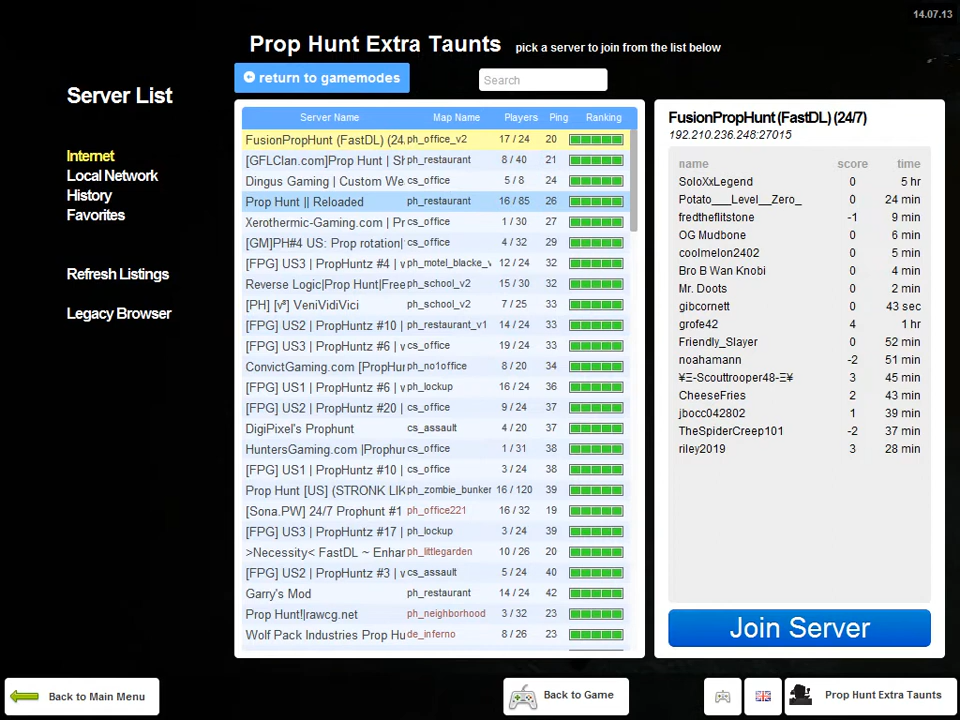 14.07.13
Prop Hunt Extra Taunts pick a server to join from the list below
return to gamemodes
Search
Server List
Internet
Local Network
History
Favorites
Refresh Listings
Legacy Browser
Server Name Map Name Players Ping Ranking
FusionPropHunt (FastDL) (24 ph_office_v2 17 / 24 20
[GFLClan.com]Prop Hunt | Sh ph_restaurant 8 / 40 21
Dingus Gaming | Custom We cs_office 5 / 8 24
Prop Hunt || Reloaded ph_restaurant 16 / 85 26
Xerothermic-Gaming.com | Pr cs_office 1 / 30 27
[GM]PH#4 US: Prop rotation| cs_office 4 / 32 29
[FPG] US3 | PropHuntz #4 | v ph_motel_blacke_v 12 / 24 32
Reverse Logic|Prop Hunt|Free ph_school_v2 15 / 30 32
[PH] [vᴴ] VeniVidiVici ph_school_v2 7 / 25 33
[FPG] US2 | PropHuntz #10 | ph_restaurant_v1 14 / 24 33
[FPG] US3 | PropHuntz #6 | v cs_office 19 / 24 33
ConvictGaming.com [PropHur ph_no1office 8 / 20 34
[FPG] US1 | PropHuntz #6 | v ph_lockup 16 / 24 36
[FPG] US2 | PropHuntz #20 | cs_office 9 / 24 37
DigiPixel's Prophunt cs_assault 4 / 20 37
HuntersGaming.com |Prophur cs_office 1 / 31 38
[FPG] US1 | PropHuntz #10 | cs_office 3 / 24 38
Prop Hunt [US] (STRONK LIK ph_zombie_bunker 16 / 120 39
[Sona.PW] 24/7 Prophunt #1 ph_office221 16 / 32 19
[FPG] US3 | PropHuntz #17 | ph_lockup 3 / 24 39
>Necessity< FastDL ~ Enhar ph_littlegarden 10 / 26 20
[FPG] US2 | PropHuntz #3 | v cs_assault 5 / 24 40
Garry's Mod ph_restaurant 14 / 24 42
Prop Hunt!|rawcg.net ph_neighborhood 3 / 32 23
Wolf Pack Industries Prop Hu de_inferno 8 / 26 23
FusionPropHunt (FastDL) (24/7)
192.210.236.248:27015
name score time
SoloXxLegend 0 5 hr
Potato___Level__Zero_ 0 24 min
fredtheflitstone -1 9 min
OG Mudbone 0 6 min
coolmelon2402 0 5 min
Bro B Wan Knobi 0 4 min
Mr. Doots 0 2 min
gibcornett 0 43 sec
grofe42 4 1 hr
Friendly_Slayer 0 52 min
noahamann -2 51 min
¥Ξ-Scouttrooper48-Ξ¥ 3 45 min
CheeseFries 2 43 min
jbocc042802 1 39 min
TheSpiderCreep101 -2 37 min
riley2019 3 28 min
Join Server
Back to Main Menu
Back to Game
Prop Hunt Extra Taunts